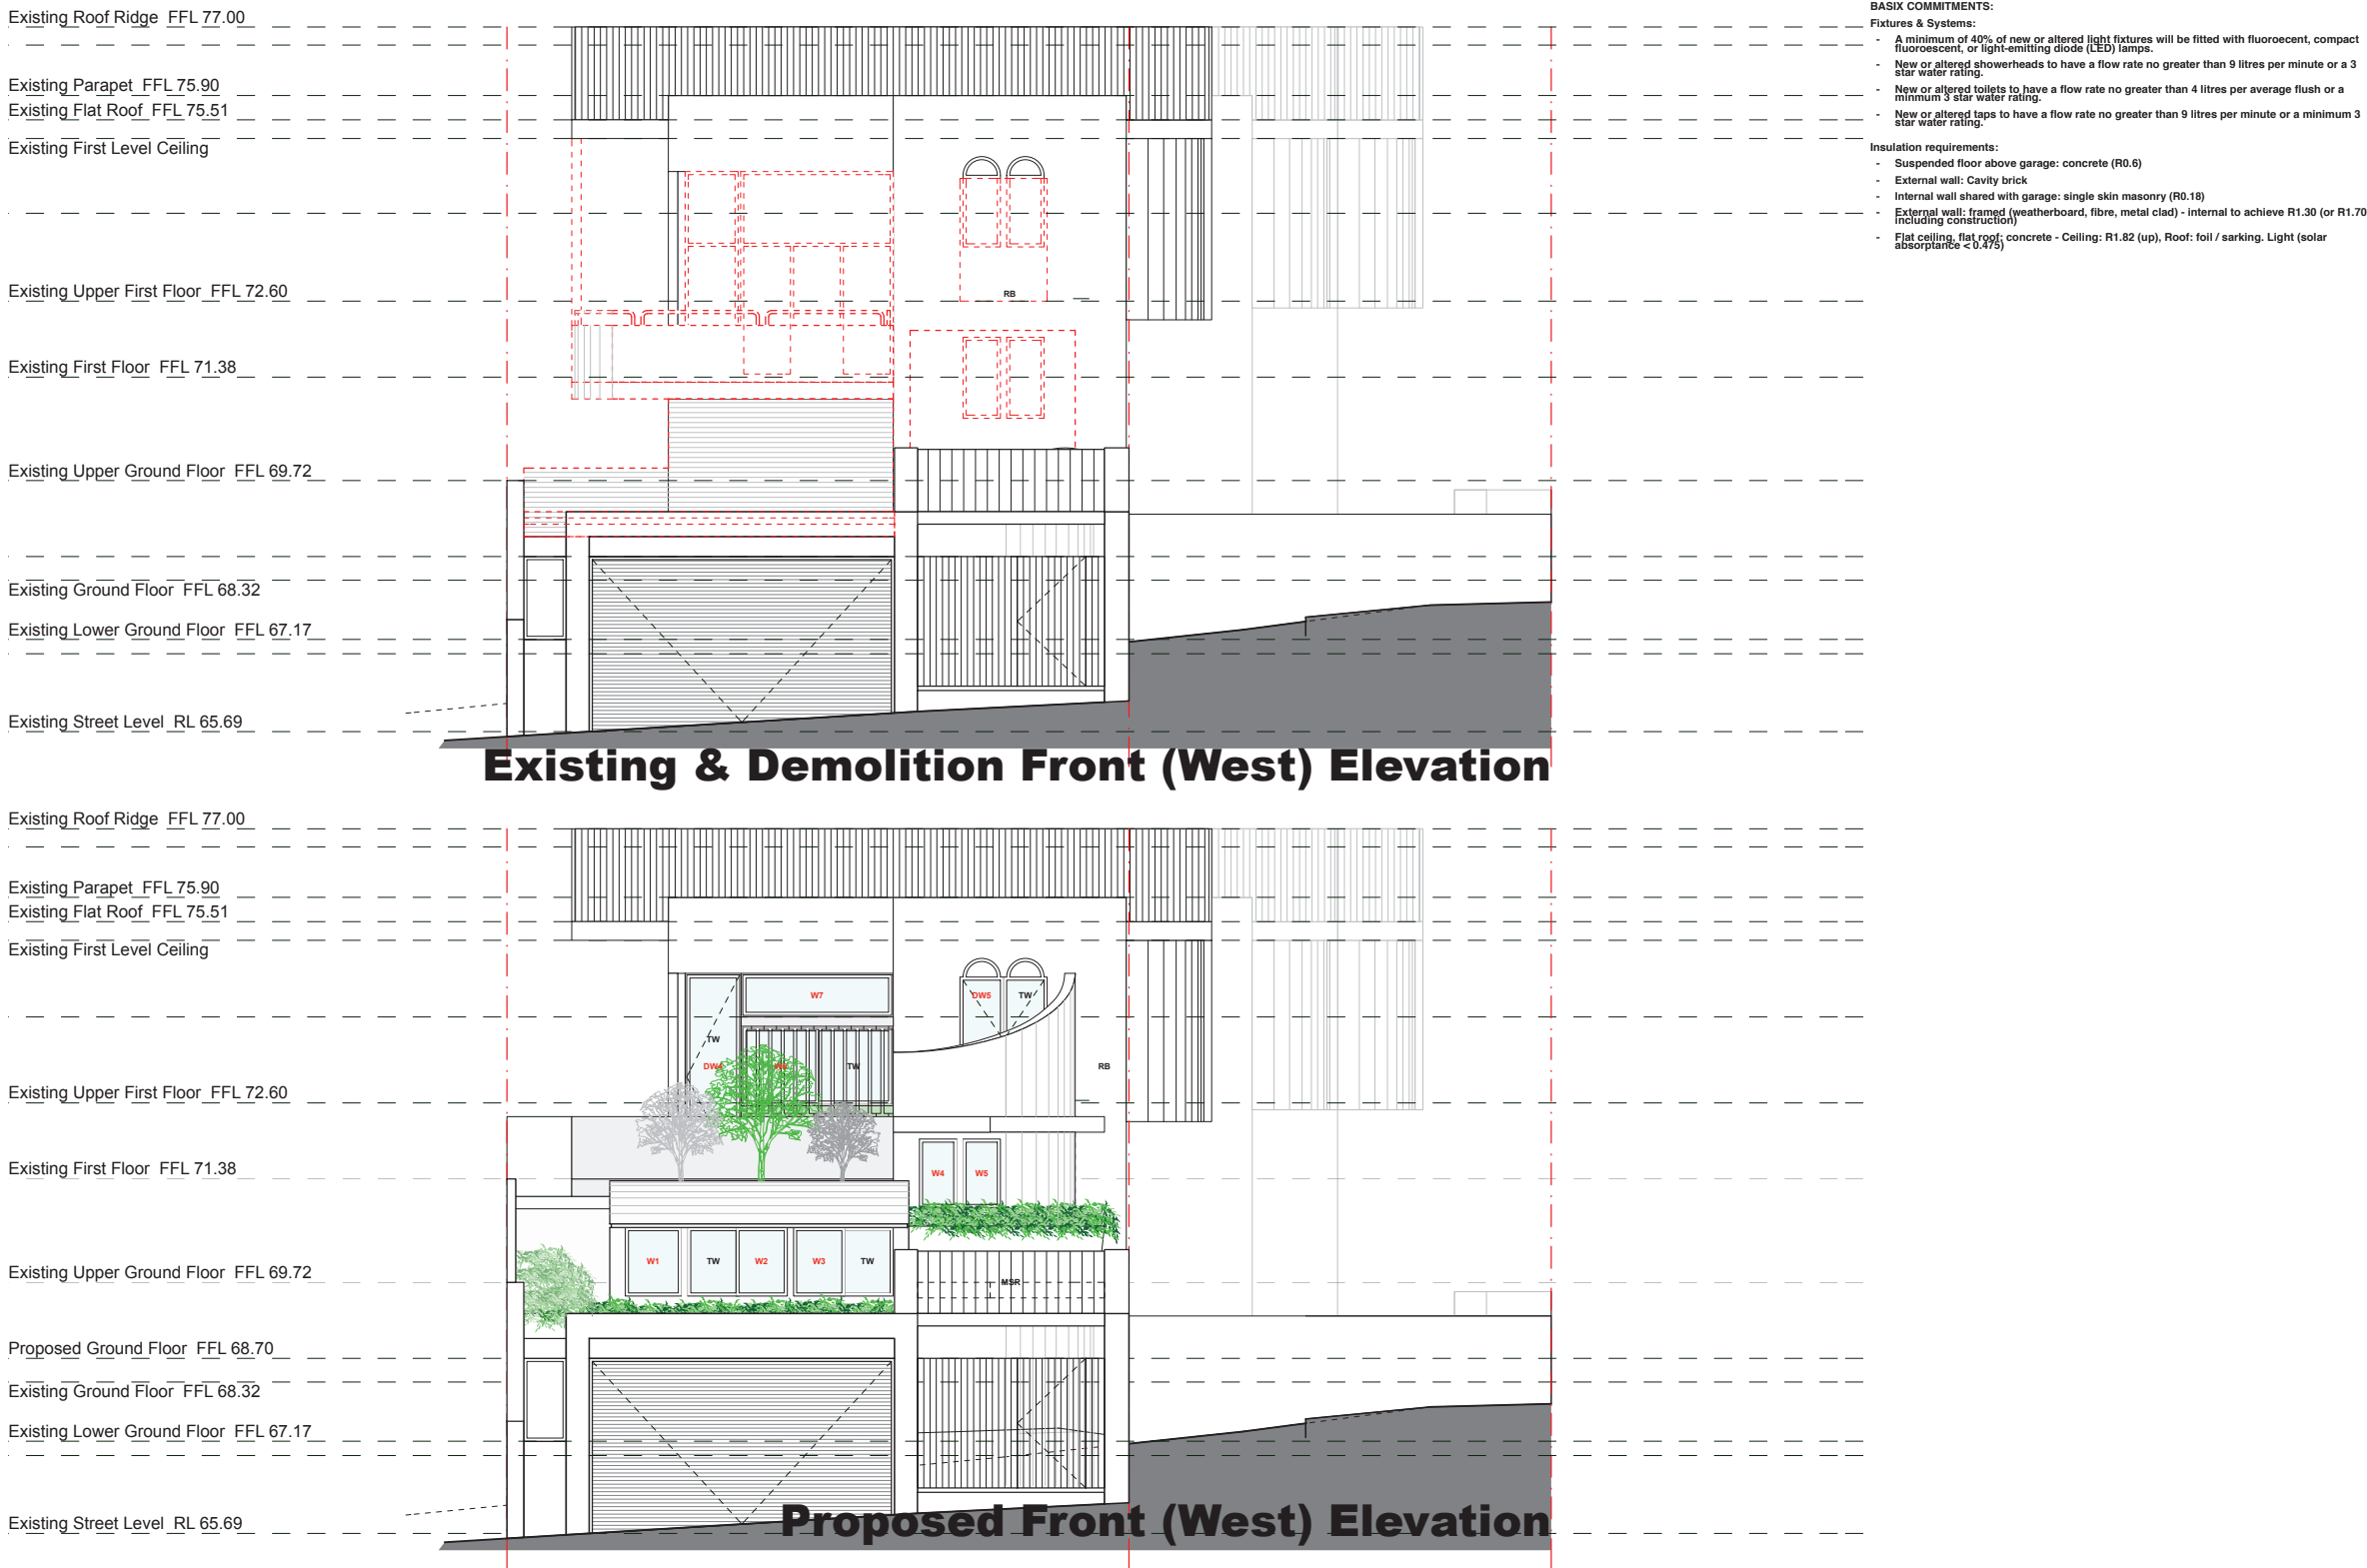 Existing Roof Ridge FFL 77.00
Existing Parapet FFL 75.90
Existing Flat Roof FFL 75.51
Existing First Level Ceiling
Existing Upper First Floor FFL 72.60
Existing First Floor FFL 71.38
Existing Upper Ground Floor FFL 69.72
Existing Ground Floor FFL 68.32
Existing Lower Ground Floor FFL 67.17
Existing Street Level RL 65.69
RB
Existing & Demolition Front (West) Elevation
BASIX COMMITMENTS:
Fixtures & Systems:
- A minimum of 40% of new or altered light fixtures will be fitted with fluoroecent, compact
fluoroescent, or light-emitting diode (LED) lamps.
- New or altered showerheads to have a flow rate no greater than 9 litres per minute or a 3
star water rating.
- New or altered toilets to have a flow rate no greater than 4 litres per average flush or a
minmum 3 star water rating.
- New or altered taps to have a flow rate no greater than 9 litres per minute or a minimum 3
star water rating.
Insulation requirements:
- Suspended floor above garage: concrete (R0.6)
- External wall: Cavity brick
- Internal wall shared with garage: single skin masonry (R0.18)
- External wall: framed (weatherboard, fibre, metal clad) - internal to achieve R1.30 (or R1.70
including construction)
- Flat ceiling, flat roof: concrete - Ceiling: R1.82 (up), Roof: foil / sarking. Light (solar
absorptance < 0.475)
Existing Roof Ridge FFL 77.00
Existing Parapet FFL 75.90
Existing Flat Roof FFL 75.51
Existing First Level Ceiling
Existing Upper First Floor FFL 72.60
Existing First Floor FFL 71.38
Existing Upper Ground Floor FFL 69.72
Proposed Ground Floor FFL 68.70
Existing Ground Floor FFL 68.32
Existing Lower Ground Floor FFL 67.17
Existing Street Level RL 65.69
W7
DW5 TW
TW
TW
RB
W4 W5
W1 TW W2 W3 TW
MSR
Proposed Front (West) Elevation